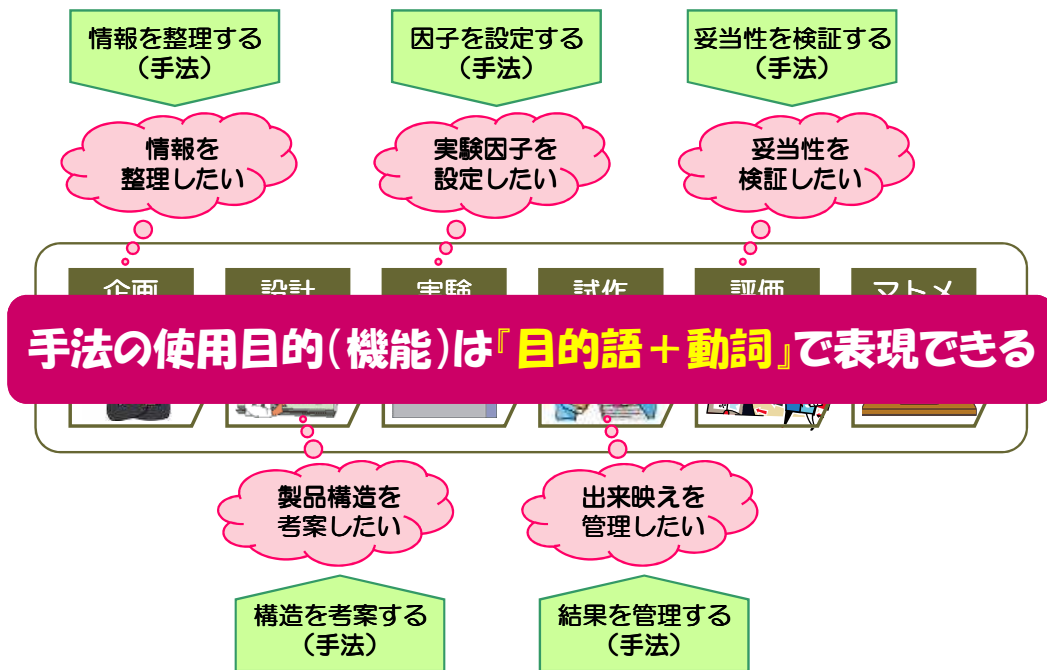 情報を整理する
（手法）
因子を設定する
（手法）
妥当性を検証する
（手法）
情報を
整理したい
実験因子を
設定したい
妥当性を
検証したい
企画
設計
実験
試作
評価
マトメ
手法の使用目的(機能)は『目的語＋動詞』で表現できる
製品構造を
考案したい
出来映えを
管理したい
構造を考案する
（手法）
結果を管理する
（手法）